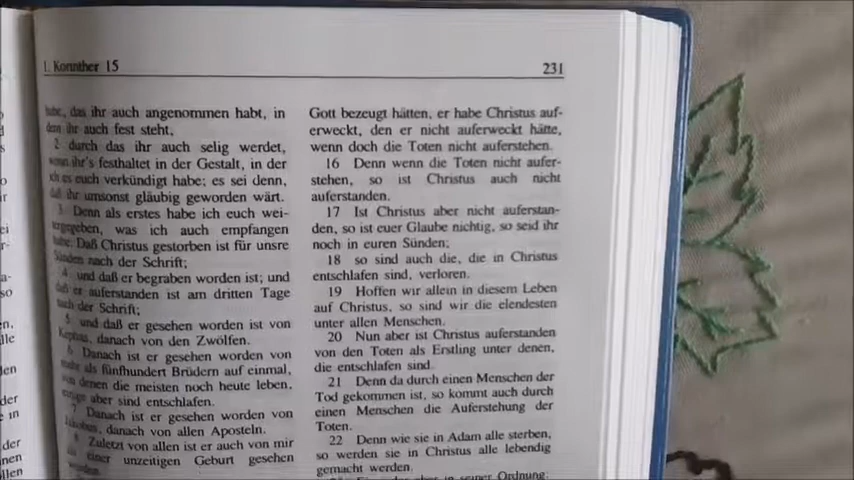 1. Korinther 15
231
habe, das ihr auch angenommen habt, in
dem ihr auch fest steht,
2 durch das ihr auch selig werdet,
wenn ihr's festhaltet in der Gestalt, in der
ich es euch verkündigt habe; es sei denn,
daß ihr umsonst gläubig geworden wärt.
3 Denn als erstes habe ich euch wei-
tergegeben, was ich auch empfangen
habe: Daß Christus gestorben ist für unsre
Sünden nach der Schrift;
4 und daß er begraben worden ist; und
daß er auferstanden ist am dritten Tage
nach der Schrift;
5 und daß er gesehen worden ist von
Kephas, danach von den Zwölfen.
6 Danach ist er gesehen worden von
mehr als fünfhundert Brüdern auf einmal,
von denen die meisten noch heute leben,
einige aber sind entschlafen.
7 Danach ist er gesehen worden von
Jakobus, danach von allen Aposteln.
8 Zuletzt von allen ist er auch von mir
als einer unzeitigen Geburt gesehen
worden.
Gott bezeugt hätten, er habe Christus auf-
erweckt, den er nicht auferweckt hätte,
wenn doch die Toten nicht auferstehen.
16 Denn wenn die Toten nicht aufer-
stehen, so ist Christus auch nicht
auferstanden.
17 Ist Christus aber nicht auferstan-
den, so ist euer Glaube nichtig, so seid ihr
noch in euren Sünden;
18 so sind auch die, die in Christus
entschlafen sind, verloren.
19 Hoffen wir allein in diesem Leben
auf Christus, so sind wir die elendesten
unter allen Menschen.
20 Nun aber ist Christus auferstanden
von den Toten als Erstling unter denen,
die entschlafen sind.
21 Denn da durch einen Menschen der
Tod gekommen ist, so kommt auch durch
einen Menschen die Auferstehung der
Toten.
22 Denn wie sie in Adam alle sterben,
so werden sie in Christus alle lebendig
gemacht werden.
aber in seiner Ordnung: